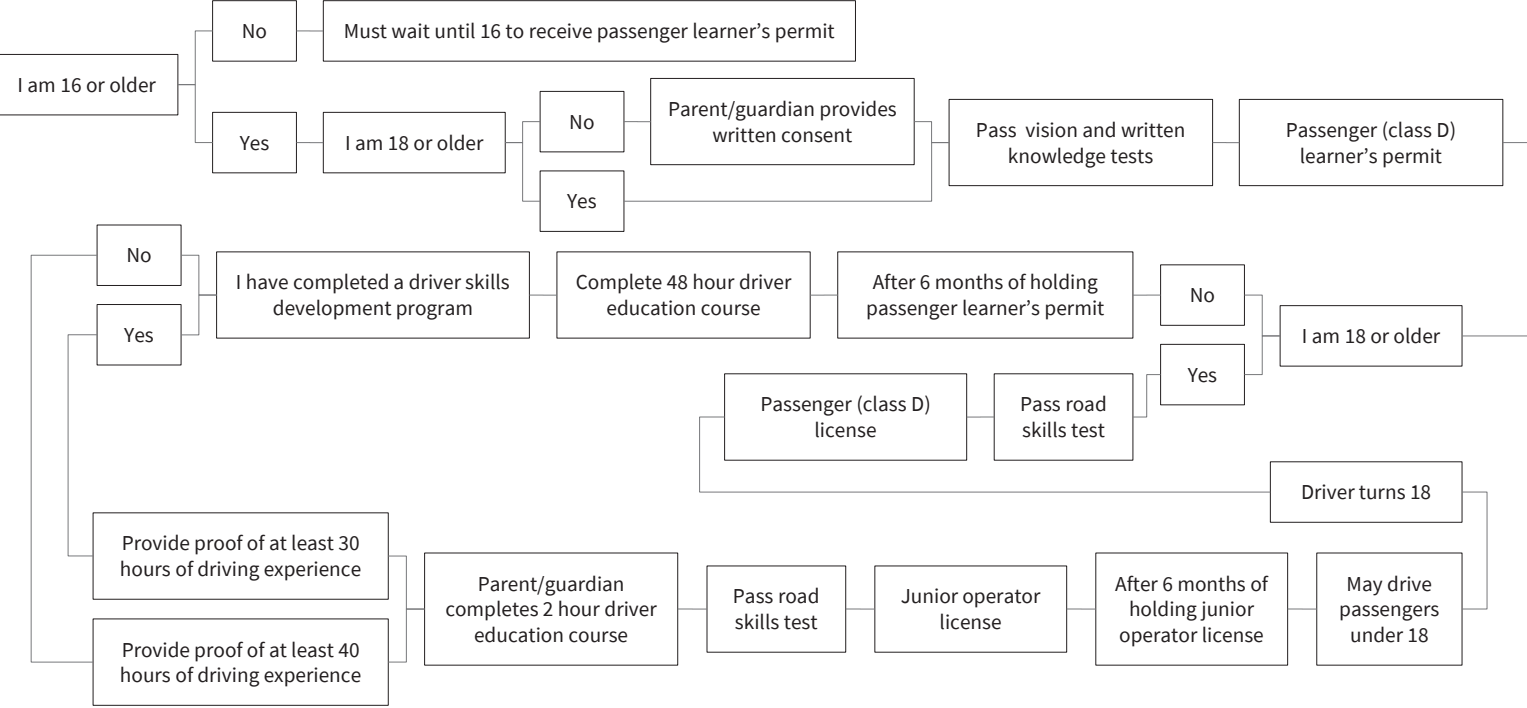 No
Must wait until 16 to receive passenger learner’s permit
I am 16 or older
Yes
I am 18 or older
No
Parent/guardian provides
written consent
Yes
Pass vision and written
knowledge tests
Passenger (class D)
learner’s permit
I am 18 or older
No
After 6 months of holding
passenger learner’s permit
Complete 48 hour driver
education course
I have completed a driver skills
development program
No
Yes
Yes
Pass road
skills test
Passenger (class D)
license
Driver turns 18
Provide proof of at least 30
hours of driving experience
Provide proof of at least 40
hours of driving experience
Parent/guardian
completes 2 hour driver
education course
Pass road
skills test
Junior operator
license
After 6 months of
holding junior
operator license
May drive
passengers
under 18